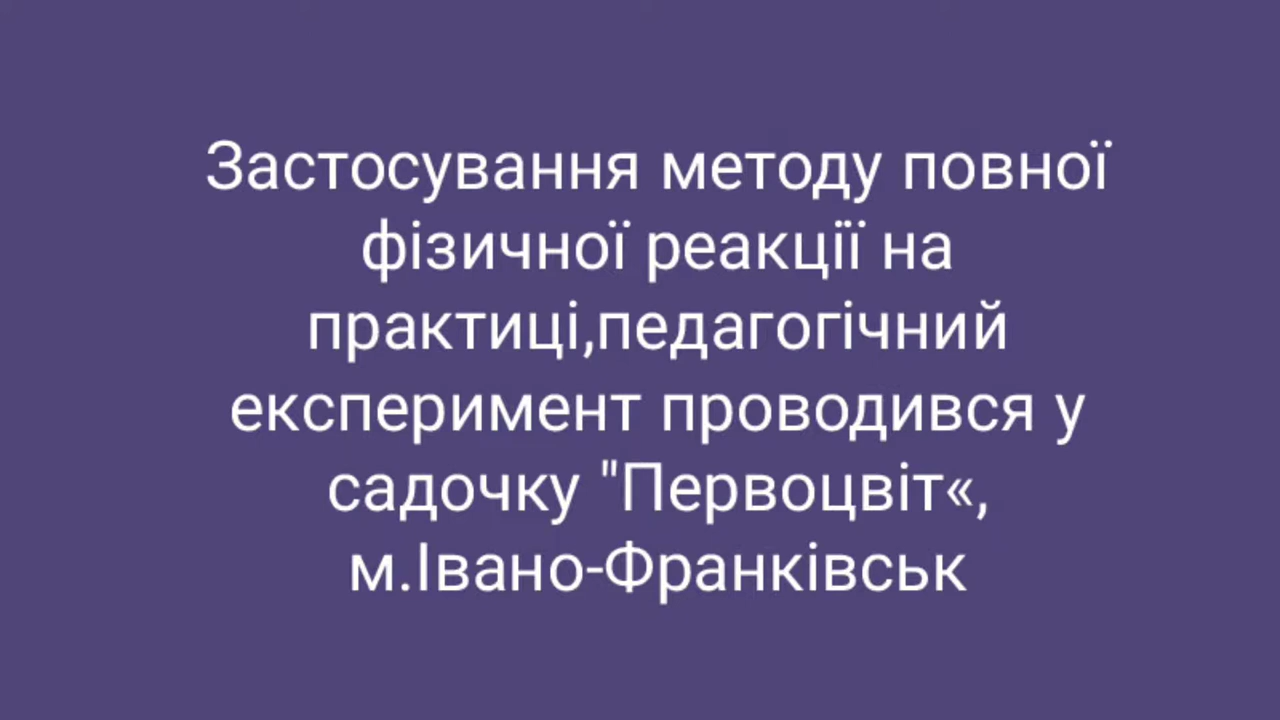 Застосування методу повної
фізичної реакції на
практиці,педагогічний
експеримент проводився у
садочку "Первоцвіт«,
м.Івано-Франківськ